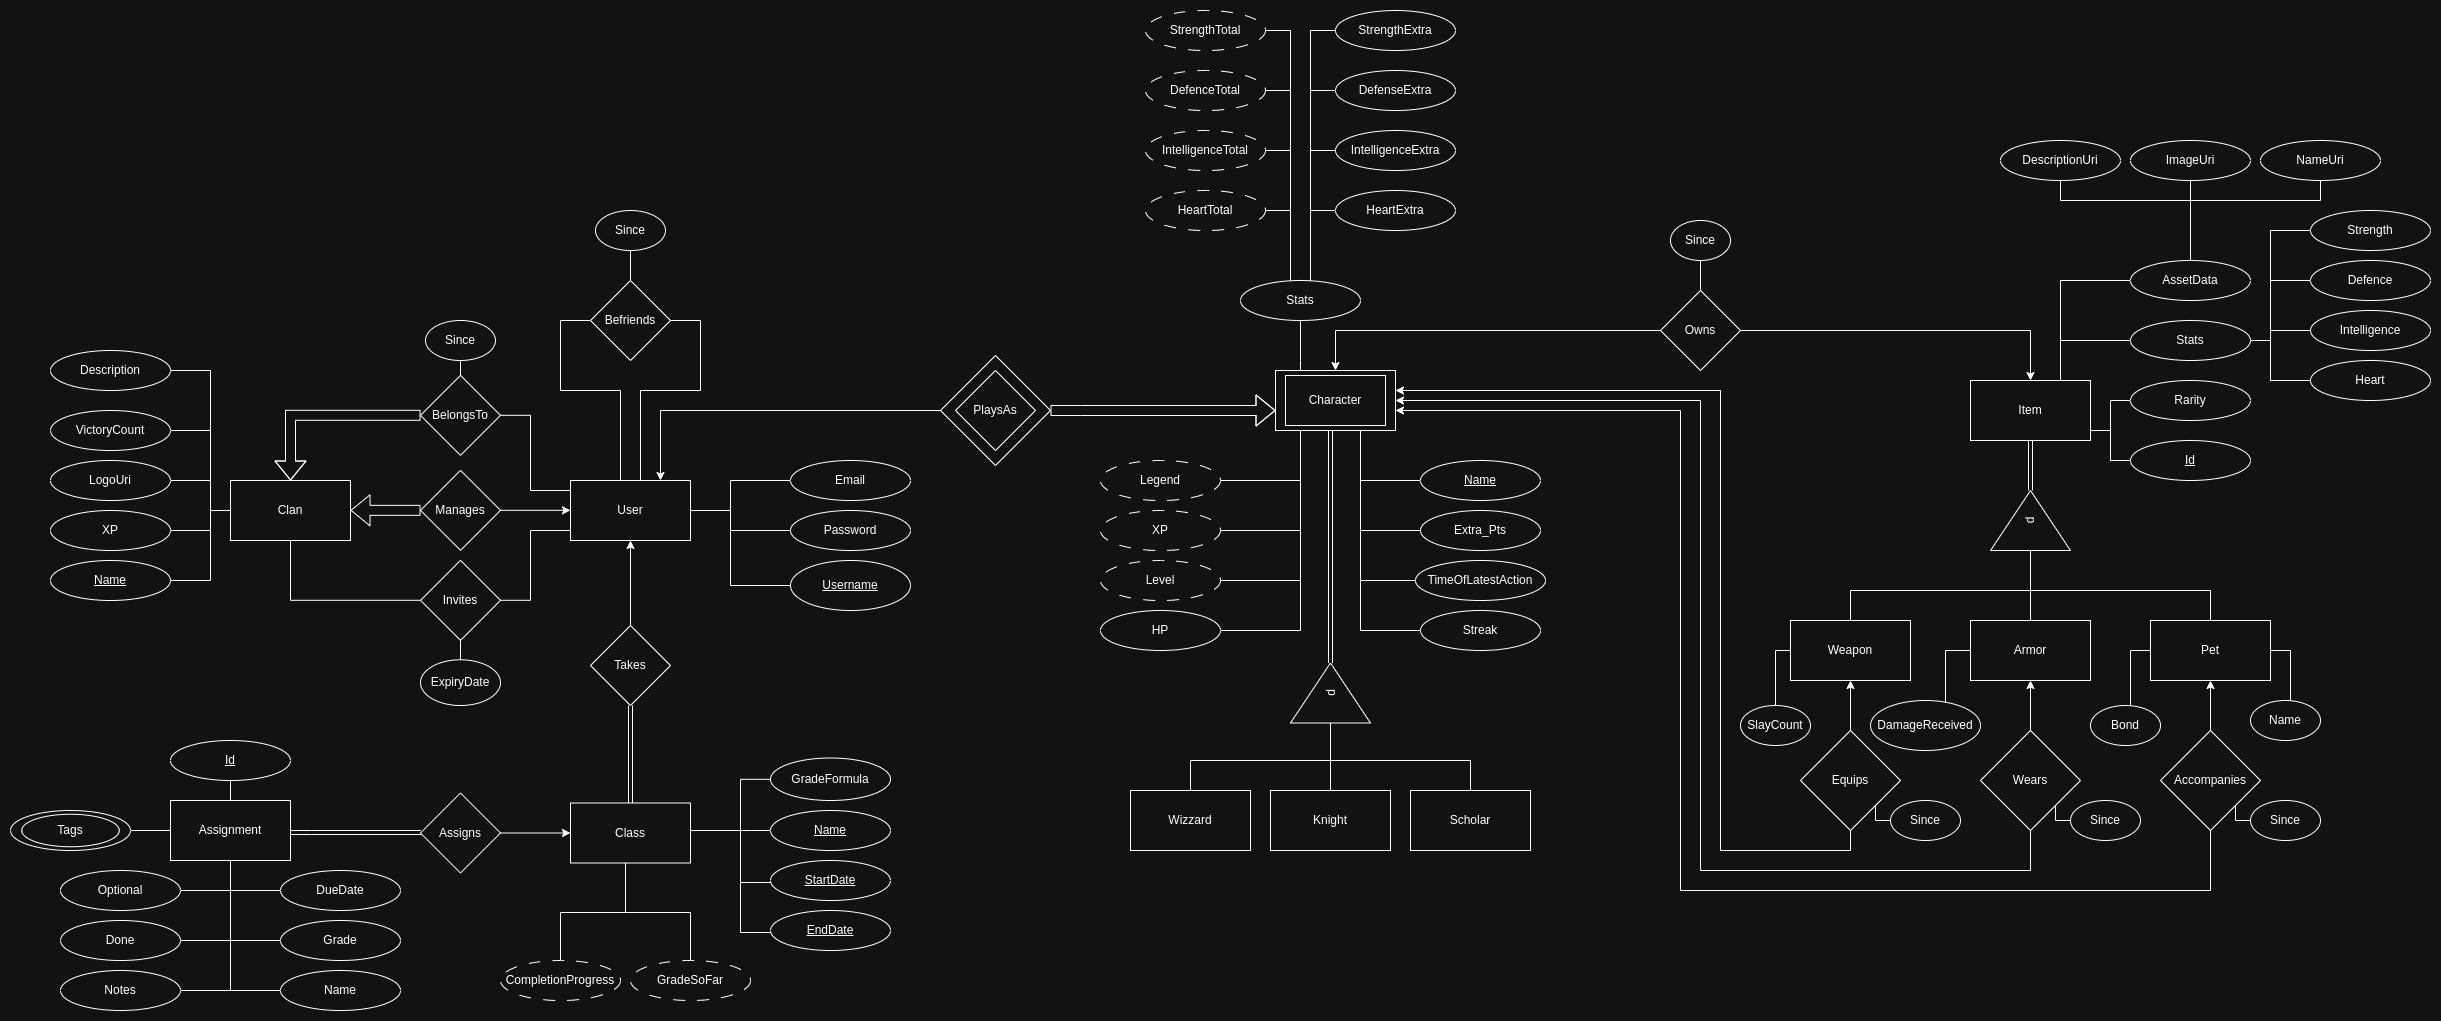 StrengthTotal
StrengthExtra
DefenceTotal
DefenseExtra
IntelligenceTotal
IntelligenceExtra
HeartTotal
HeartExtra
Stats
DescriptionUri
ImageUri
NameUri
AssetData
Stats
Strength
Defence
Intelligence
Heart
Rarity
Id
Item
Since
Owns
Since
Befriends
Since
BelongsTo
Description
VictoryCount
LogoUri
XP
Name
Clan
Manages
User
Invites
ExpiryDate
Email
Password
Username
PlaysAs
Character
Legend
XP
Level
HP
Name
Extra_Pts
TimeOfLatestAction
Streak
d
Wizzard
Knight
Scholar
d
Weapon
Armor
Pet
SlayCount
DamageReceived
Bond
Name
Equips
Wears
Accompanies
Since
Since
Since
Takes
Id
Tags
Assignment
Assigns
Class
Optional
DueDate
Done
Grade
Notes
Name
GradeFormula
Name
StartDate
EndDate
CompletionProgress
GradeSoFar